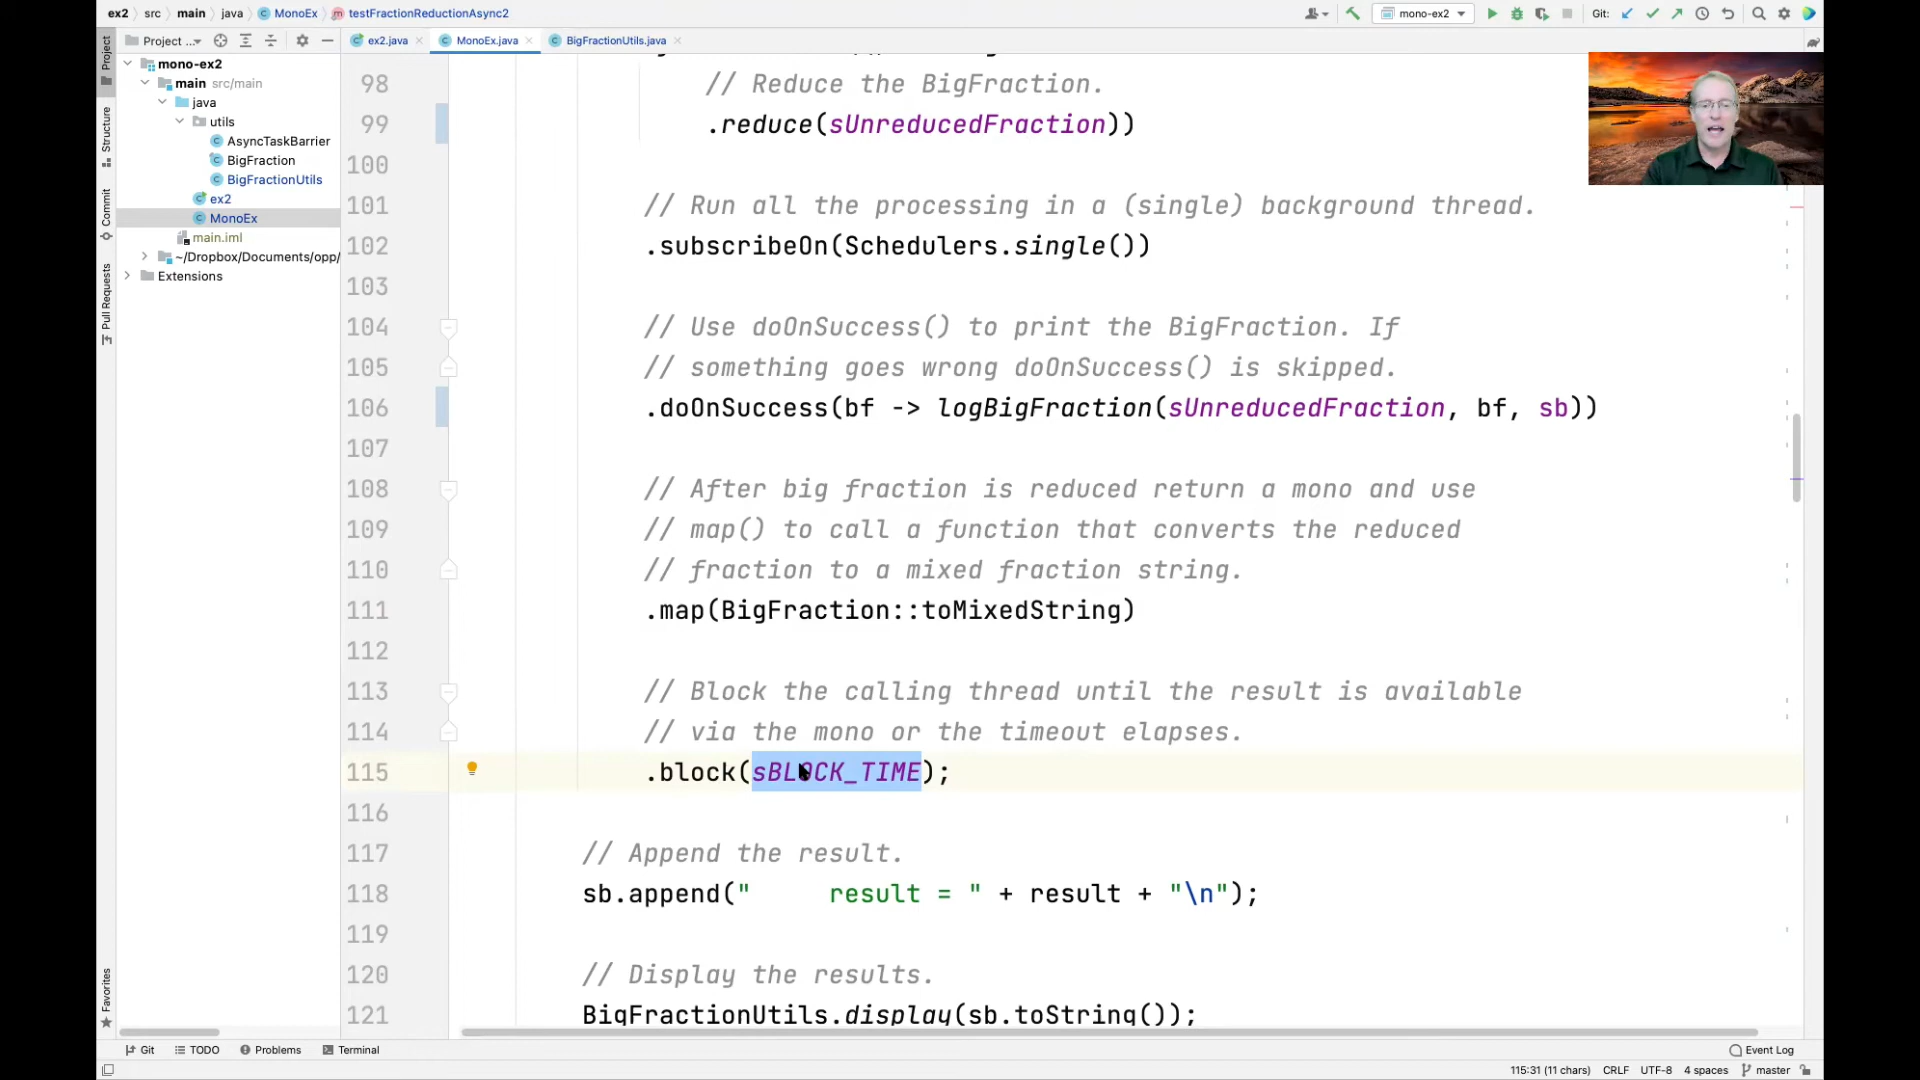 ex2 src main java MonoEx testFractionReductionAsync2 mono-ex2 Git:
Project ... ex2.java MonoEx.java BigFractionUtils.java
mono-ex2
main src/main
java
utils
AsyncTaskBarrier
BigFraction
BigFractionUtils
ex2
MonoEx
main.iml
~/Dropbox/Documents/opp/
Extensions
Project
Structure
Commit
Pull Requests
Favorites
98 // Reduce the BigFraction.
99 .reduce(sUnreducedFraction))
100
101 // Run all the processing in a (single) background thread.
102 .subscribeOn(Schedulers.single())
103
104 // Use doOnSuccess() to print the BigFraction. If
105 // something goes wrong doOnSuccess() is skipped.
106 .doOnSuccess(bf -> logBigFraction(sUnreducedFraction, bf, sb))
107
108 // After big fraction is reduced return a mono and use
109 // map() to call a function that converts the reduced
110 // fraction to a mixed fraction string.
111 .map(BigFraction::toMixedString)
112
113 // Block the calling thread until the result is available
114 // via the mono or the timeout elapses.
115 .block(sBLOCK_TIME);
116
117 // Append the result.
118 sb.append("     result = " + result + "\n");
119
120 // Display the results.
121 BigFractionUtils.display(sb.toString());
Git TODO Problems Terminal Event Log
115:31 (11 chars) CRLF UTF-8 4 spaces master